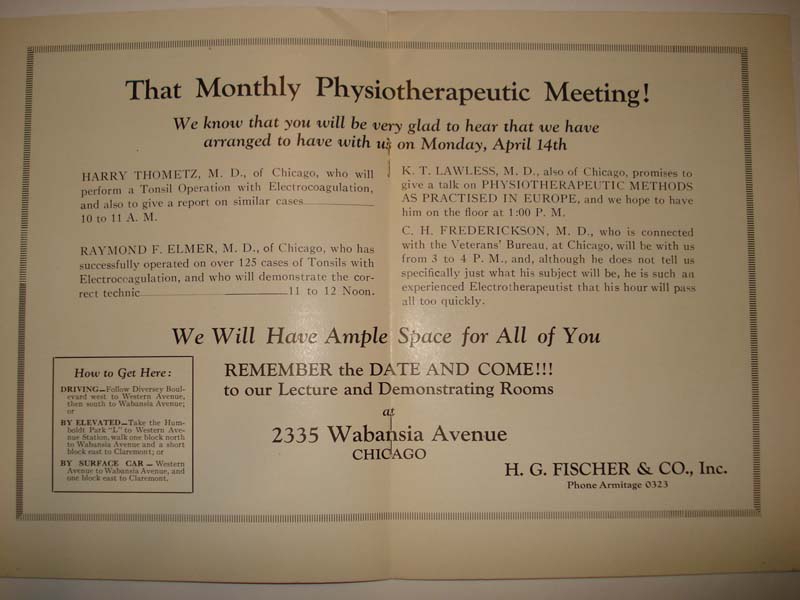 That Monthly Physiotherapeutic Meeting!
We know that you will be very glad to hear that we have
arranged to have with us on Monday, April 14th
HARRY THOMETZ, M. D., of Chicago, who will
perform a Tonsil Operation with Electrocoagulation,
and also to give a report on similar cases
10 to 11 A. M.
RAYMOND F. ELMER, M. D., of Chicago, who has
successfully operated on over 125 cases of Tonsils with
Electrocoagulation, and who will demonstrate the cor-
rect technic 11 to 12 Noon.
K. T. LAWLESS, M. D., also of Chicago, promises to
give a talk on PHYSIOTHERAPEUTIC METHODS
AS PRACTISED IN EUROPE, and we hope to have
him on the floor at 1:00 P. M.
C. H. FREDERICKSON, M. D., who is connected
with the Veterans' Bureau, at Chicago, will be with us
from 3 to 4 P. M., and, although he does not tell us
specifically just what his subject will be, he is such an
experienced Electrotherapeutist that his hour will pass
all too quickly.
We Will Have Ample Space for All of You
How to Get Here:
DRIVING—Follow Diversey Boul-
evard west to Western Avenue,
then south to Wabansia Avenue;
or
BY ELEVATED—Take the Hum-
boldt Park "L" to Western Ave-
nue Station, walk one block north
to Wabansia Avenue and a short
block east to Claremont; or
BY SURFACE CAR — Western
Avenue to Wabansia Avenue, and
one block east to Claremont.
REMEMBER the DATE AND COME!!!
to our Lecture and Demonstrating Rooms
at
2335 Wabansia Avenue
CHICAGO
H. G. FISCHER & CO., Inc.
Phone Armitage 0323